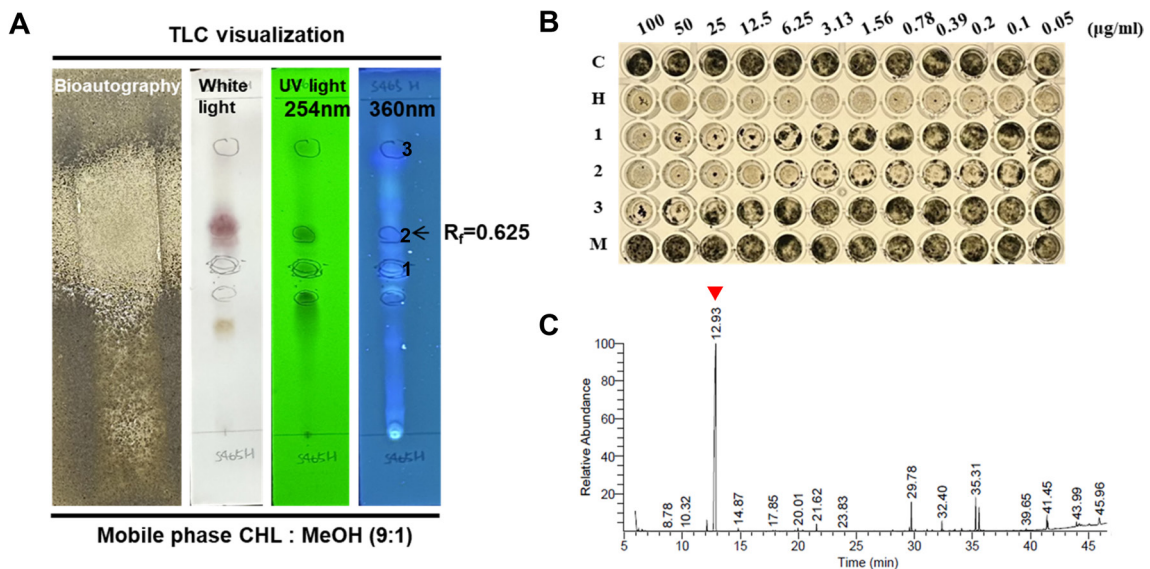 A
TLC visualization
Bioautography
White light
UV light
254nm
360nm
3
2
1
Rf=0.625
S465H
S465H
Mobile phase CHL : MeOH (9:1)
B
100 50 25 12.5 6.25 3.13 1.56 0.78 0.39 0.2 0.1 0.05 (µg/ml)
C
H
1
2
3
M
C
Relative Abundance
100
80
60
40
20
8.78
10.32
12.93
14.87
17.85
20.01
21.62
23.83
29.78
32.40
35.31
39.65
41.45
43.99
45.96
5 10 15 20 25 30 35 40 45
Time (min)